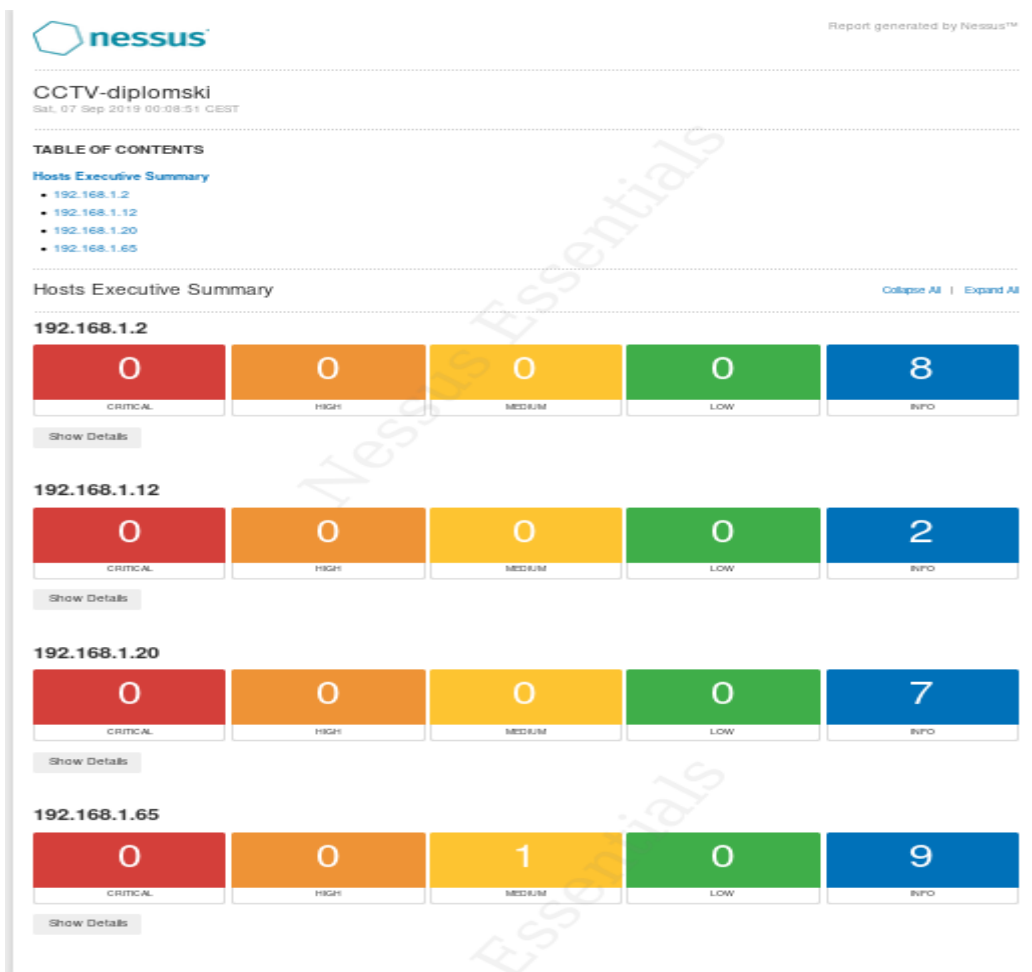 nessus
Report generated by Nessus™
CCTV-diplomski
Sat, 07 Sep 2019 00:08:51 CEST
TABLE OF CONTENTS
Hosts Executive Summary
• 192.168.1.2
• 192.168.1.12
• 192.168.1.20
• 192.168.1.65
Hosts Executive Summary
Collapse All | Expand All
192.168.1.2
0 0 0 0 8
CRITICAL HIGH MEDIUM LOW INFO
Show Details
192.168.1.12
0 0 0 0 2
CRITICAL HIGH MEDIUM LOW INFO
Show Details
192.168.1.20
0 0 0 0 7
CRITICAL HIGH MEDIUM LOW INFO
Show Details
192.168.1.65
0 0 1 0 9
CRITICAL HIGH MEDIUM LOW INFO
Show Details
Nessus Essentials
Essentials